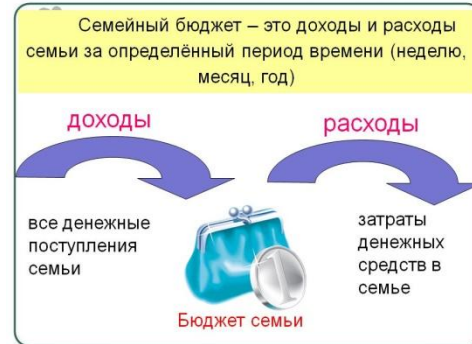 Семейный бюджет – это доходы и расходы
семьи за определённый период времени (неделю,
месяц, год)
доходы
расходы
все денежные
поступления
семьи
затраты
денежных
средств в
семье
1
Бюджет семьи